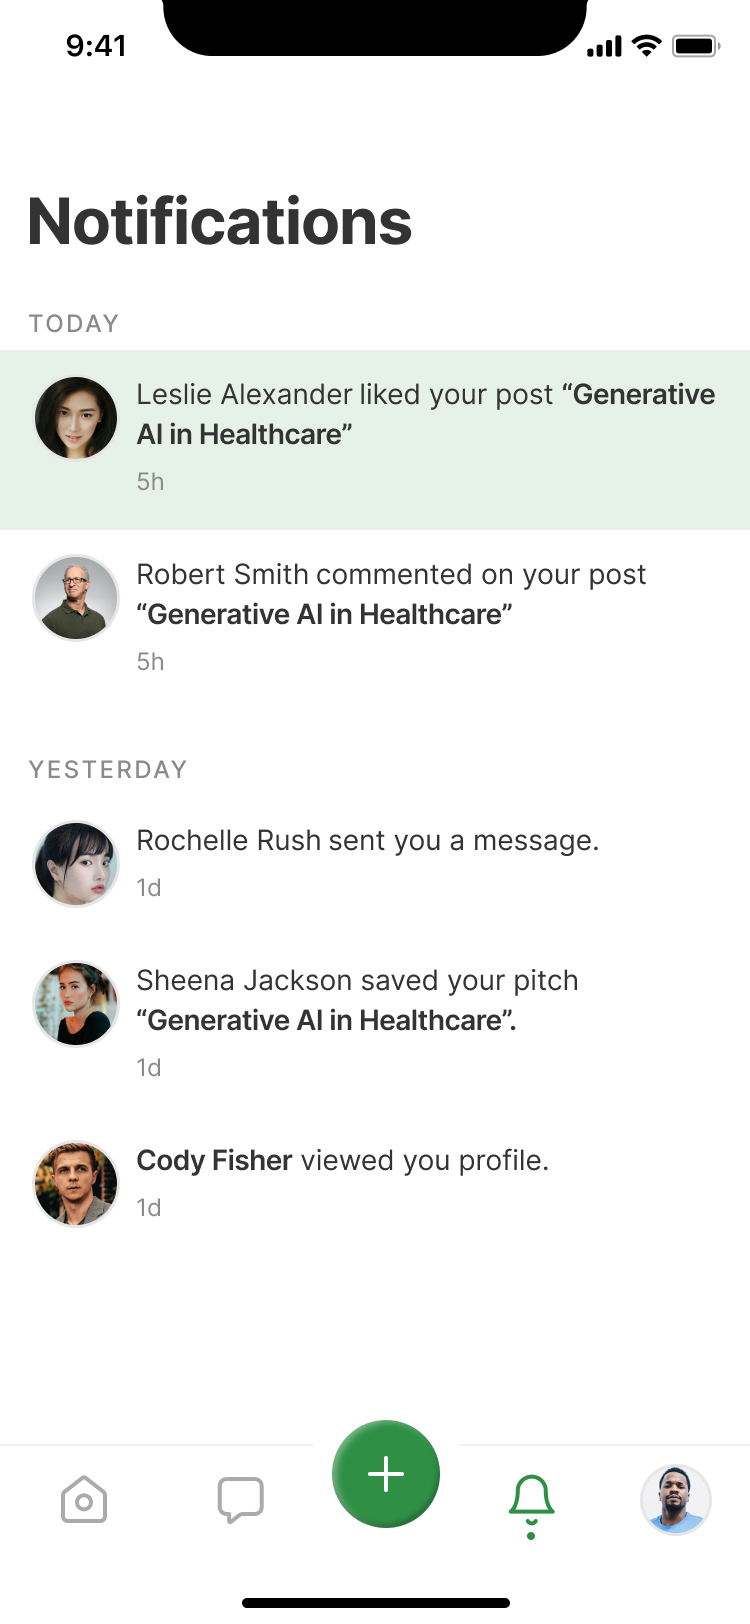 9:41
Notifications
TODAY
Leslie Alexander liked your post “Generative
AI in Healthcare”
5h
Robert Smith commented on your post
“Generative AI in Healthcare”
5h
YESTERDAY
Rochelle Rush sent you a message.
1d
Sheena Jackson saved your pitch
“Generative AI in Healthcare”.
1d
Cody Fisher viewed you profile.
1d